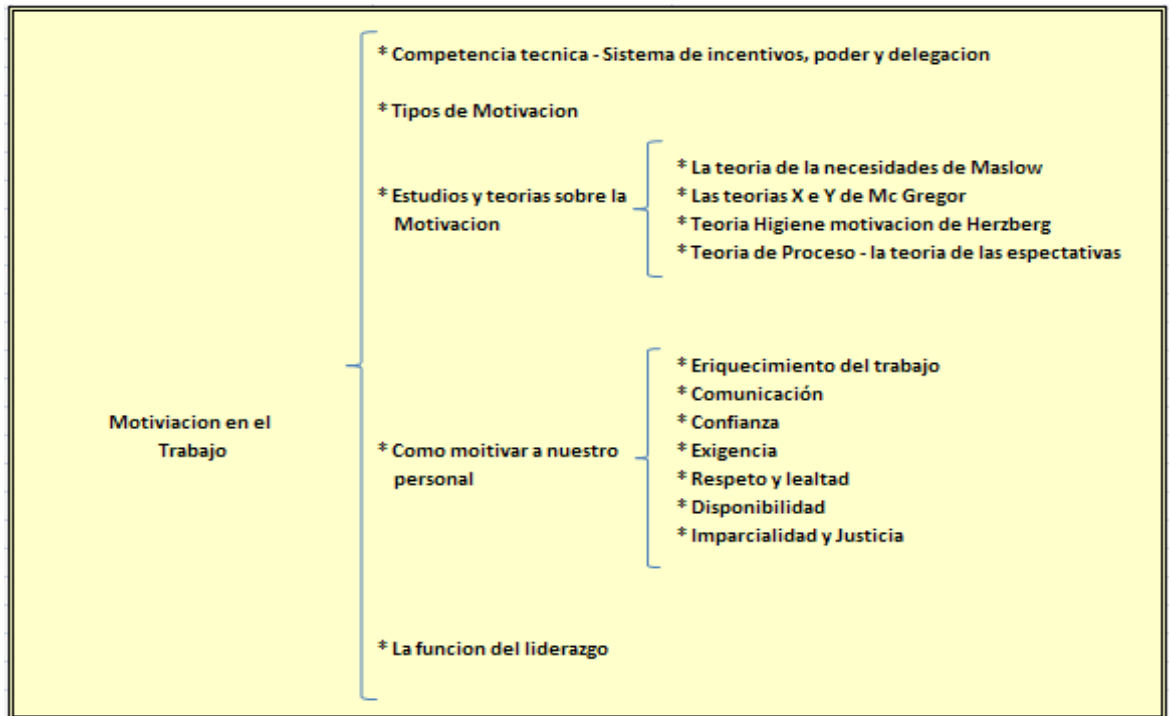 * Competencia tecnica - Sistema de incentivos, poder y delegacion
* Tipos de Motivacion
* Estudios y teorias sobre la
Motivacion
* La teoria de la necesidades de Maslow
* Las teorias X e Y de Mc Gregor
* Teoria Higiene motivacion de Herzberg
* Teoria de Proceso - la teoria de las espectativas
Motiviacion en el
Trabajo
* Como moitivar a nuestro
personal
* Eriquecimiento del trabajo
* Comunicación
* Confianza
* Exigencia
* Respeto y lealtad
* Disponibilidad
* Imparcialidad y Justicia
* La funcion del liderazgo